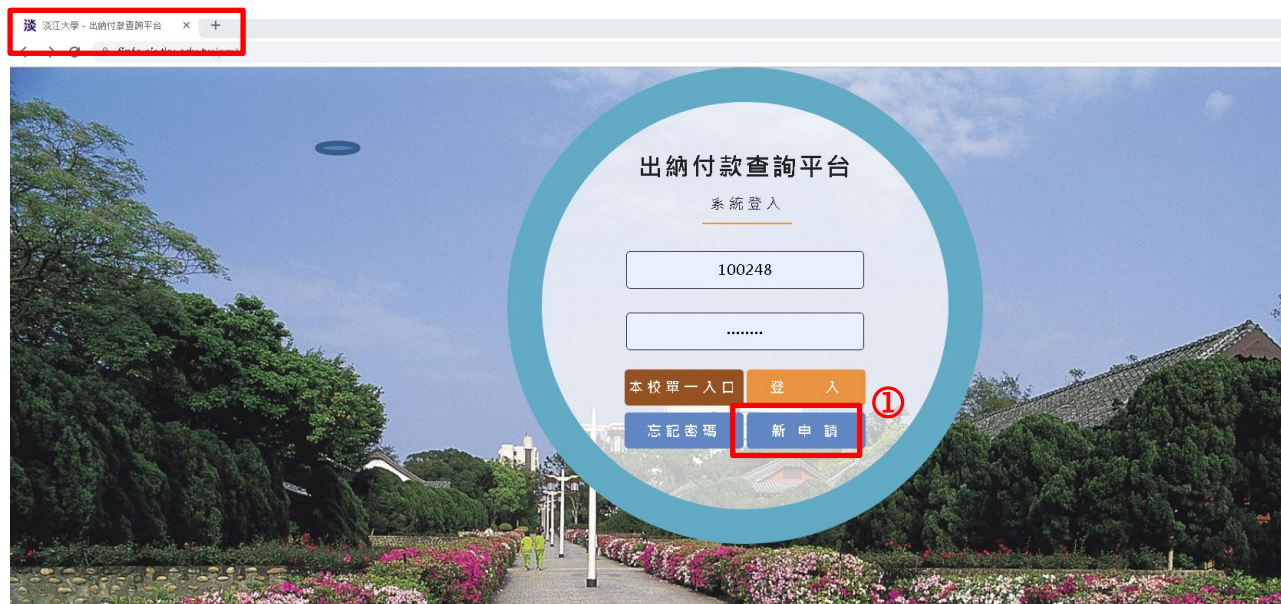 淡 淡江大學 - 出納付款查詢平台 × +
出納付款查詢平台
系統登入
100248
........
本校單一入口 登 入
忘記密碼 新申請
①